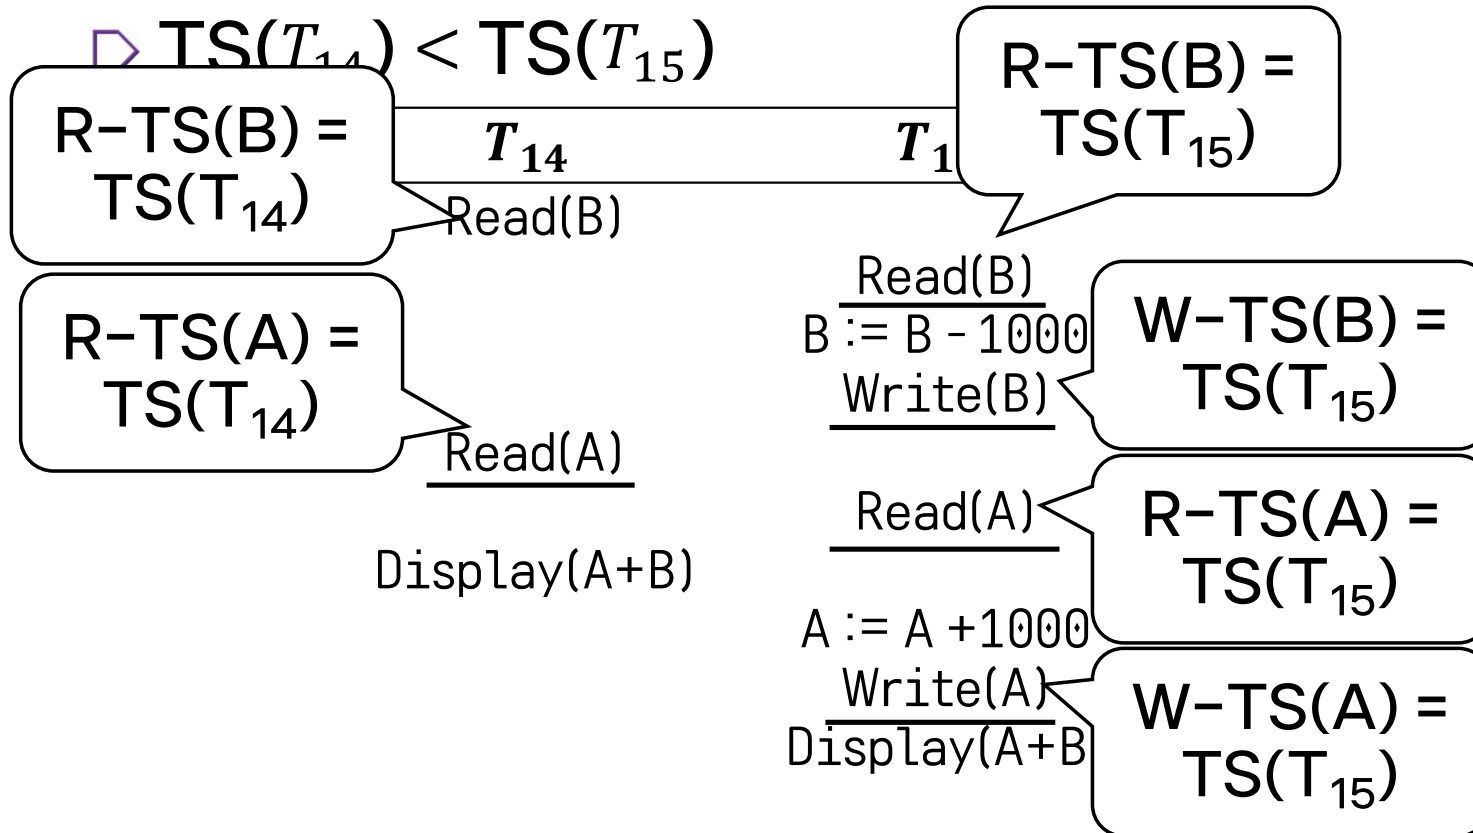 TS(T₁₄) < TS(T₁₅)
R-TS(B) =
TS(T₁₄)
R-TS(B) =
TS(T₁₅)
T₁₄ T₁
Read(B)
Read(B)
B := B - 1000
Write(B)
W-TS(B) =
TS(T₁₅)
R-TS(A) =
TS(T₁₄)
Read(A)
Read(A)
R-TS(A) =
TS(T₁₅)
Display(A+B)
A := A +1000
Write(A)
Display(A+B
W-TS(A) =
TS(T₁₅)